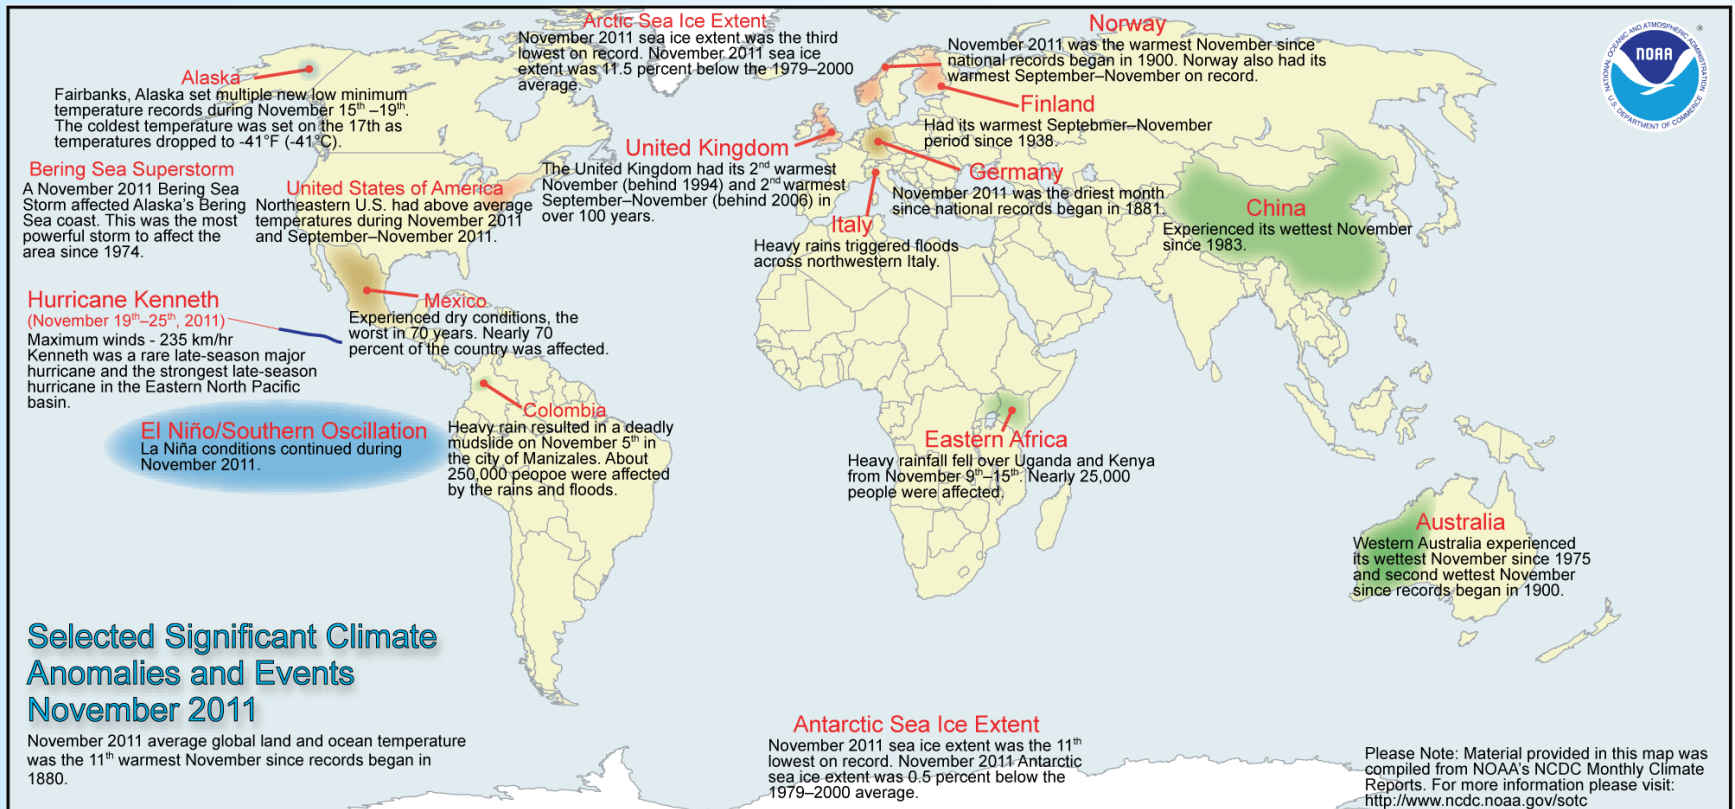 Arctic Sea Ice Extent
November 2011 sea ice extent was the third
lowest on record. November 2011 sea ice
extent was 11.5 percent below the 1979–2000
average.
Norway
November 2011 was the warmest November since
national records began in 1900. Norway also had its
warmest September–November on record.
NATIONAL OCEANIC AND ATMOSPHERIC ADMINISTRATION
NOAA
U.S. DEPARTMENT OF COMMERCE
®
Alaska
Fairbanks, Alaska set multiple new low minimum
temperature records during November 15th –19th.
The coldest temperature was set on the 17th as
temperatures dropped to -41°F (-41°C).
Finland
Had its warmest Septebmer–November
period since 1938.
United Kingdom
The United Kingdom had its 2nd warmest
November (behind 1994) and 2nd warmest
September–November (behind 2006) in
over 100 years.
Germany
November 2011 was the driest month
since national records began in 1881.
Bering Sea Superstorm
A November 2011 Bering Sea
Storm affected Alaska's Bering
Sea coast. This was the most
powerful storm to affect the
area since 1974.
United States of America
Northeastern U.S. had above average
temperatures during November 2011
and September–November 2011.
Italy
Heavy rains triggered floods
across northwestern Italy.
China
Experienced its wettest November
since 1983.
Hurricane Kenneth
(November 19th–25th, 2011)
Maximum winds - 235 km/hr
Kenneth was a rare late-season major
hurricane and the strongest late-season
hurricane in the Eastern North Pacific
basin.
Mexico
Experienced dry conditions, the
worst in 70 years. Nearly 70
percent of the country was affected.
El Niño/Southern Oscillation
La Niña conditions continued during
November 2011.
Colombia
Heavy rain resulted in a deadly
mudslide on November 5th in
the city of Manizales. About
250,000 peopoe were affected
by the rains and floods.
Eastern Africa
Heavy rainfall fell over Uganda and Kenya
from November 9th–15th. Nearly 25,000
people were affected.
Australia
Western Australia experienced
its wettest November since 1975
and second wettest November
since records began in 1900.
Selected Significant Climate
Anomalies and Events
November 2011
November 2011 average global land and ocean temperature
was the 11th warmest November since records began in
1880.
Antarctic Sea Ice Extent
November 2011 sea ice extent was the 11th
lowest on record. November 2011 Antarctic
sea ice extent was 0.5 percent below the
1979–2000 average.
Please Note: Material provided in this map was
compiled from NOAA's NCDC Monthly Climate
Reports. For more information please visit:
http://www.ncdc.noaa.gov/sotc